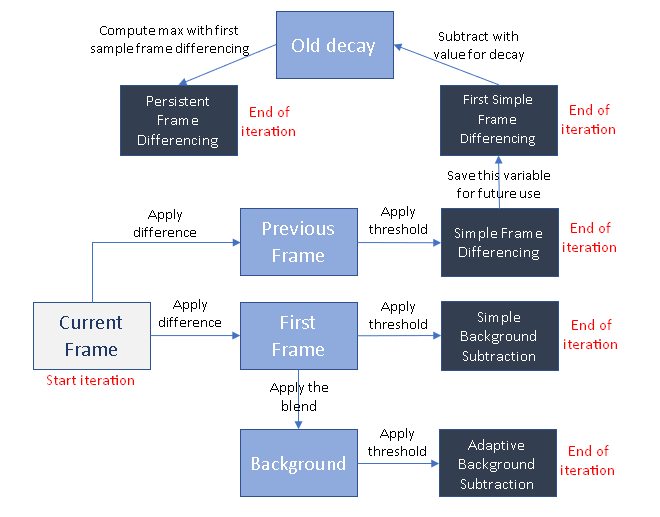 Compute max with first
sample frame differencing
Old decay
Subtract with
value for decay
Persistent
Frame
Differencing
End of
iteration
First Simple
Frame
Differencing
End of
iteration
Save this variable
for future use
Apply
difference
Previous
Frame
Apply
threshold
Simple Frame
Differencing
End of
iteration
Current
Frame
Start iteration
Apply
difference
First
Frame
Apply
threshold
Simple
Background
Subtraction
End of
iteration
Apply the
blend
Background
Apply
threshold
Adaptive
Background
Subtraction
End of
iteration